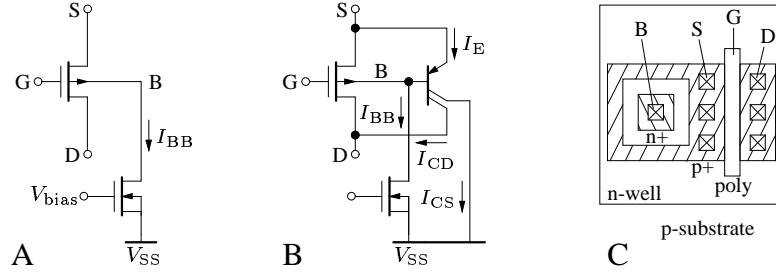 S
G
B
D
I_BB
V_bias
V_SS
A
S
I_E
G
B
I_BB
D
I_CD
I_CS
V_SS
B
G
B
S
D
n+
p+
n-well
poly
p-substrate
C